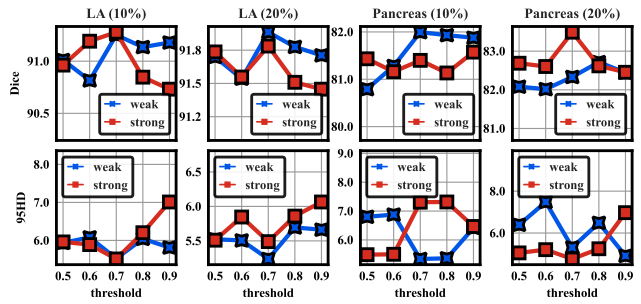 LA (10%) LA (20%) Pancreas (10%) Pancreas (20%)
Dice
91.0
90.5
weak
strong
91.8
91.5
91.2
weak
strong
82.0
81.0
80.0
weak
strong
83.0
82.0
81.0
weak
strong
95HD
8.0
7.0
6.0
weak
strong
0.5 0.6 0.7 0.8 0.9
threshold
6.5
6.0
5.5
weak
strong
0.5 0.6 0.7 0.8 0.9
threshold
9.0
8.0
7.0
6.0
weak
strong
0.5 0.6 0.7 0.8 0.9
threshold
8.0
6.0
weak
strong
0.5 0.6 0.7 0.8 0.9
threshold